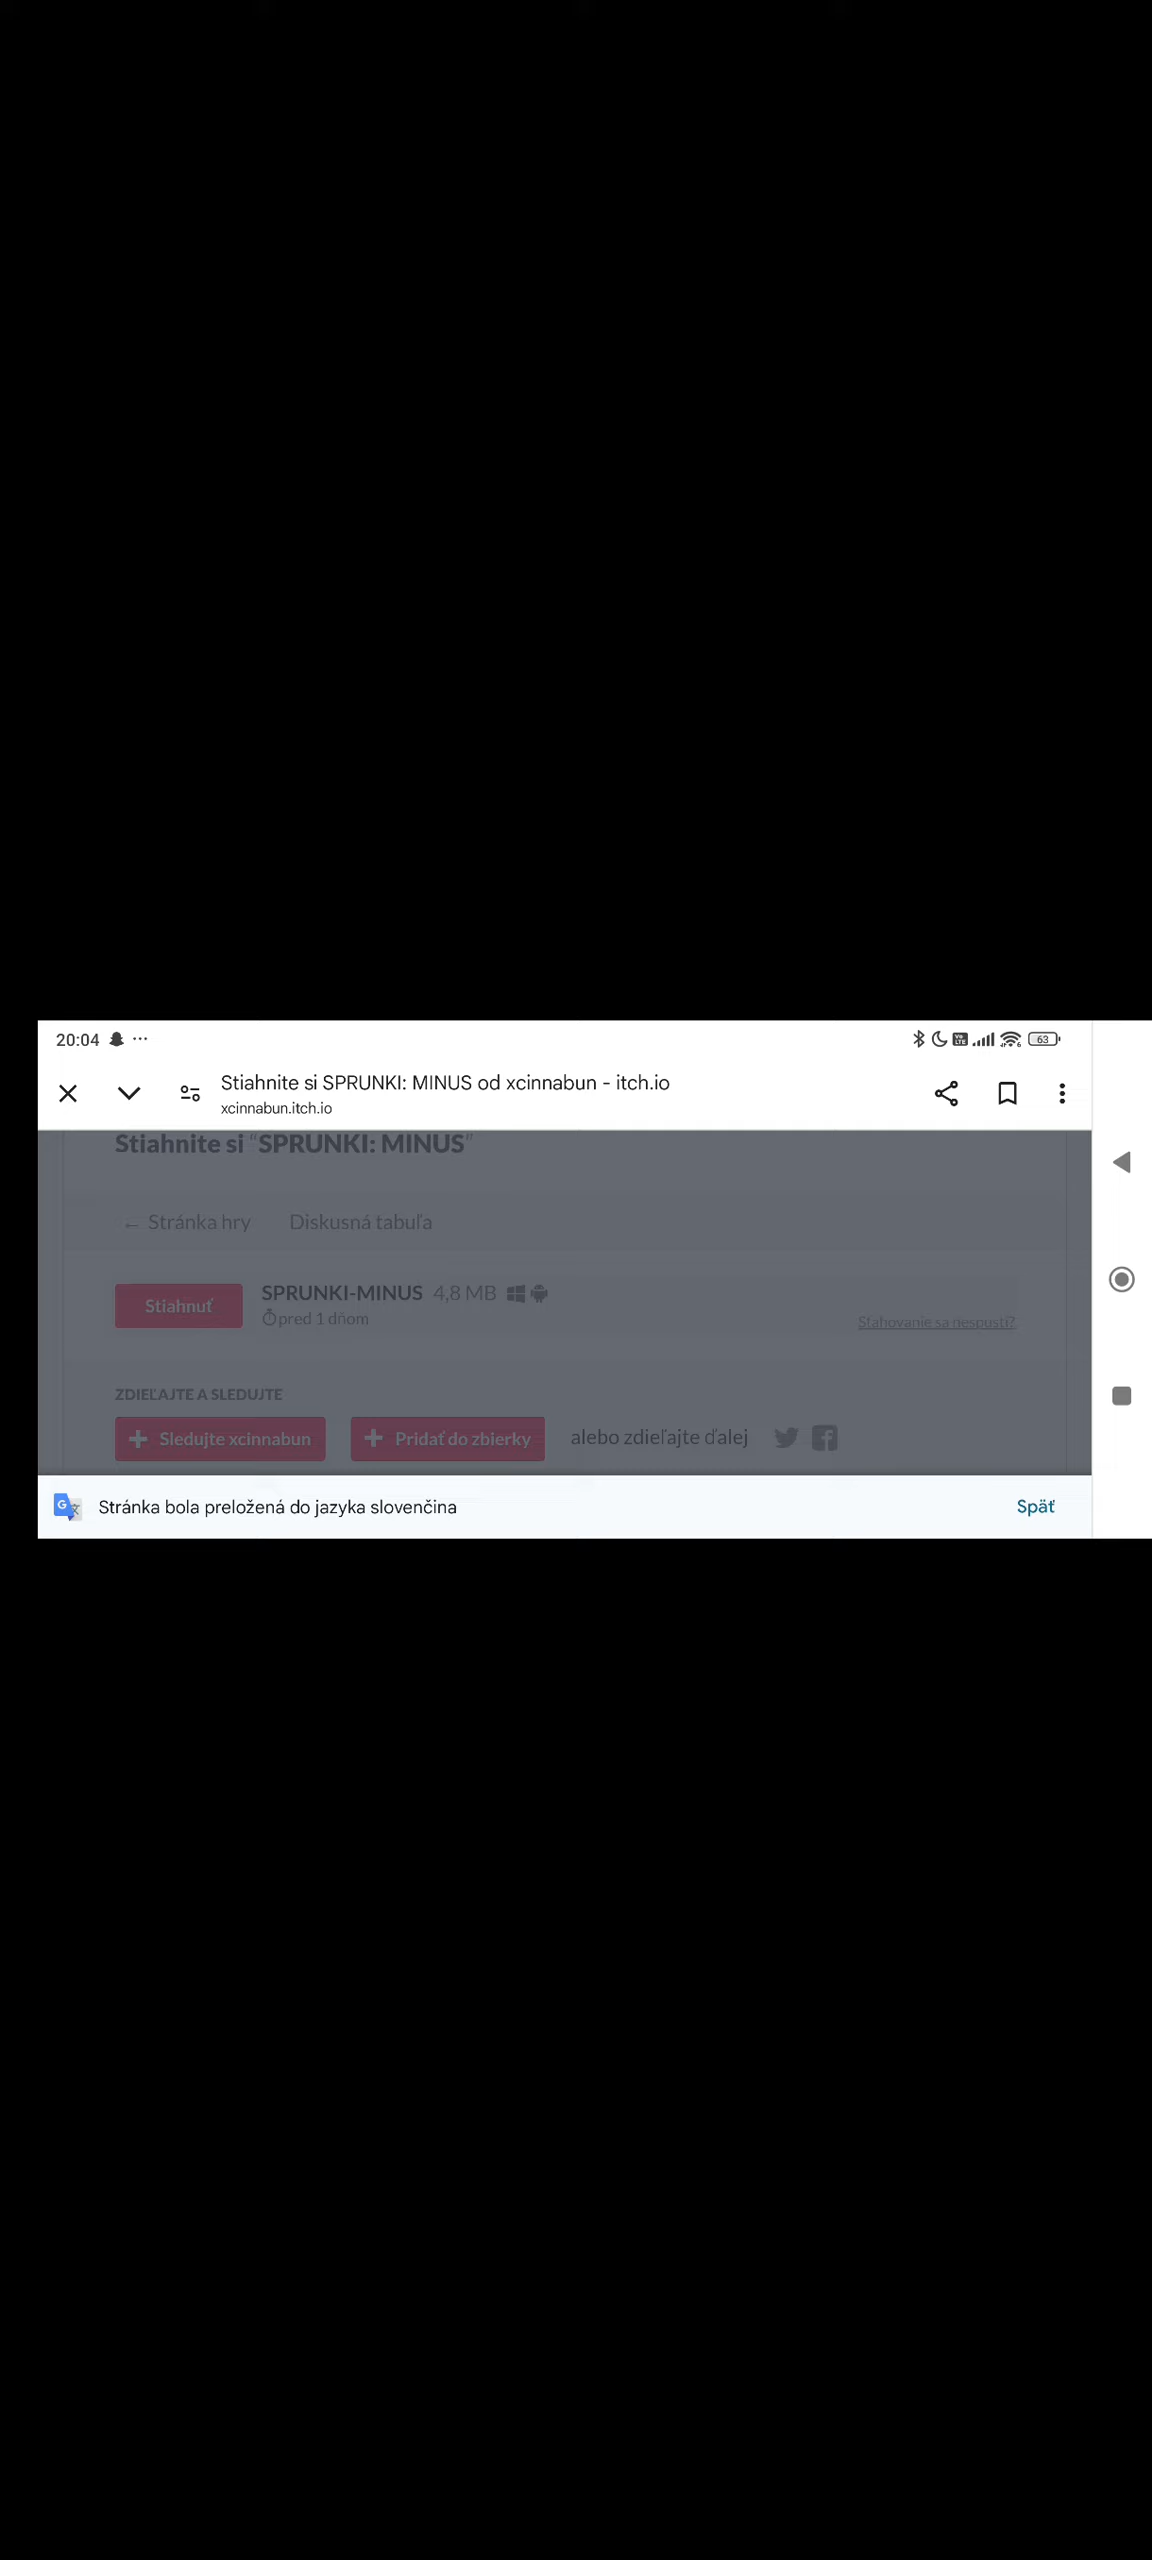 20:04
63
Stiahnite si SPRUNKI: MINUS od xcinnabun - itch.io
xcinnabun.itch.io
Stiahnite si "SPRUNKI: MINUS"
← Stránka hry Diskusná tabuľa
Stiahnuť
SPRUNKI-MINUS 4,8 MB
pred 1 dňom
Sťahovanie sa nespustí?
ZDIEĽAJTE A SLEDUJTE
Sledujte xcinnabun
Pridať do zbierky
alebo zdieľajte ďalej
Stránka bola preložená do jazyka slovenčina
Späť